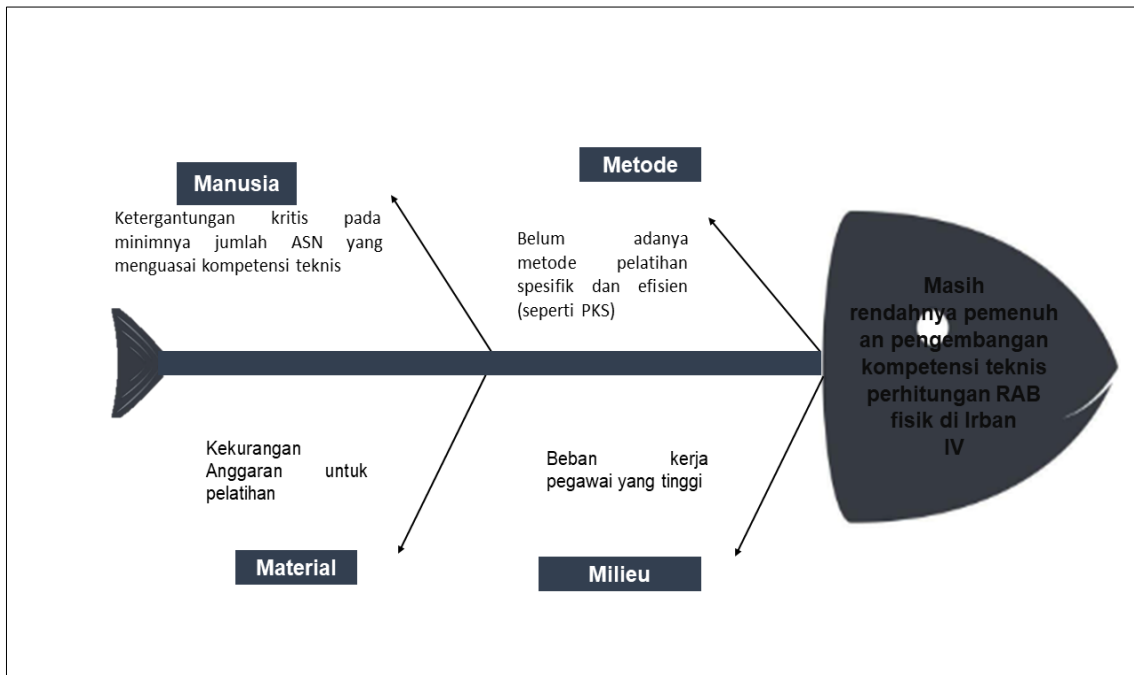 Manusia
Ketergantungan kritis pada
minimnya jumlah ASN yang
menguasai kompetensi teknis
Metode
Belum adanya
metode pelatihan
spesifik dan efisien
(seperti PKS)
Masih
rendahnya pemenuh
an pengembangan
kompetensi teknis
perhitungan RAB
fisik di Irban
IV
Kekurangan
Anggaran untuk
pelatihan
Material
Beban kerja
pegawai yang tinggi
Milieu